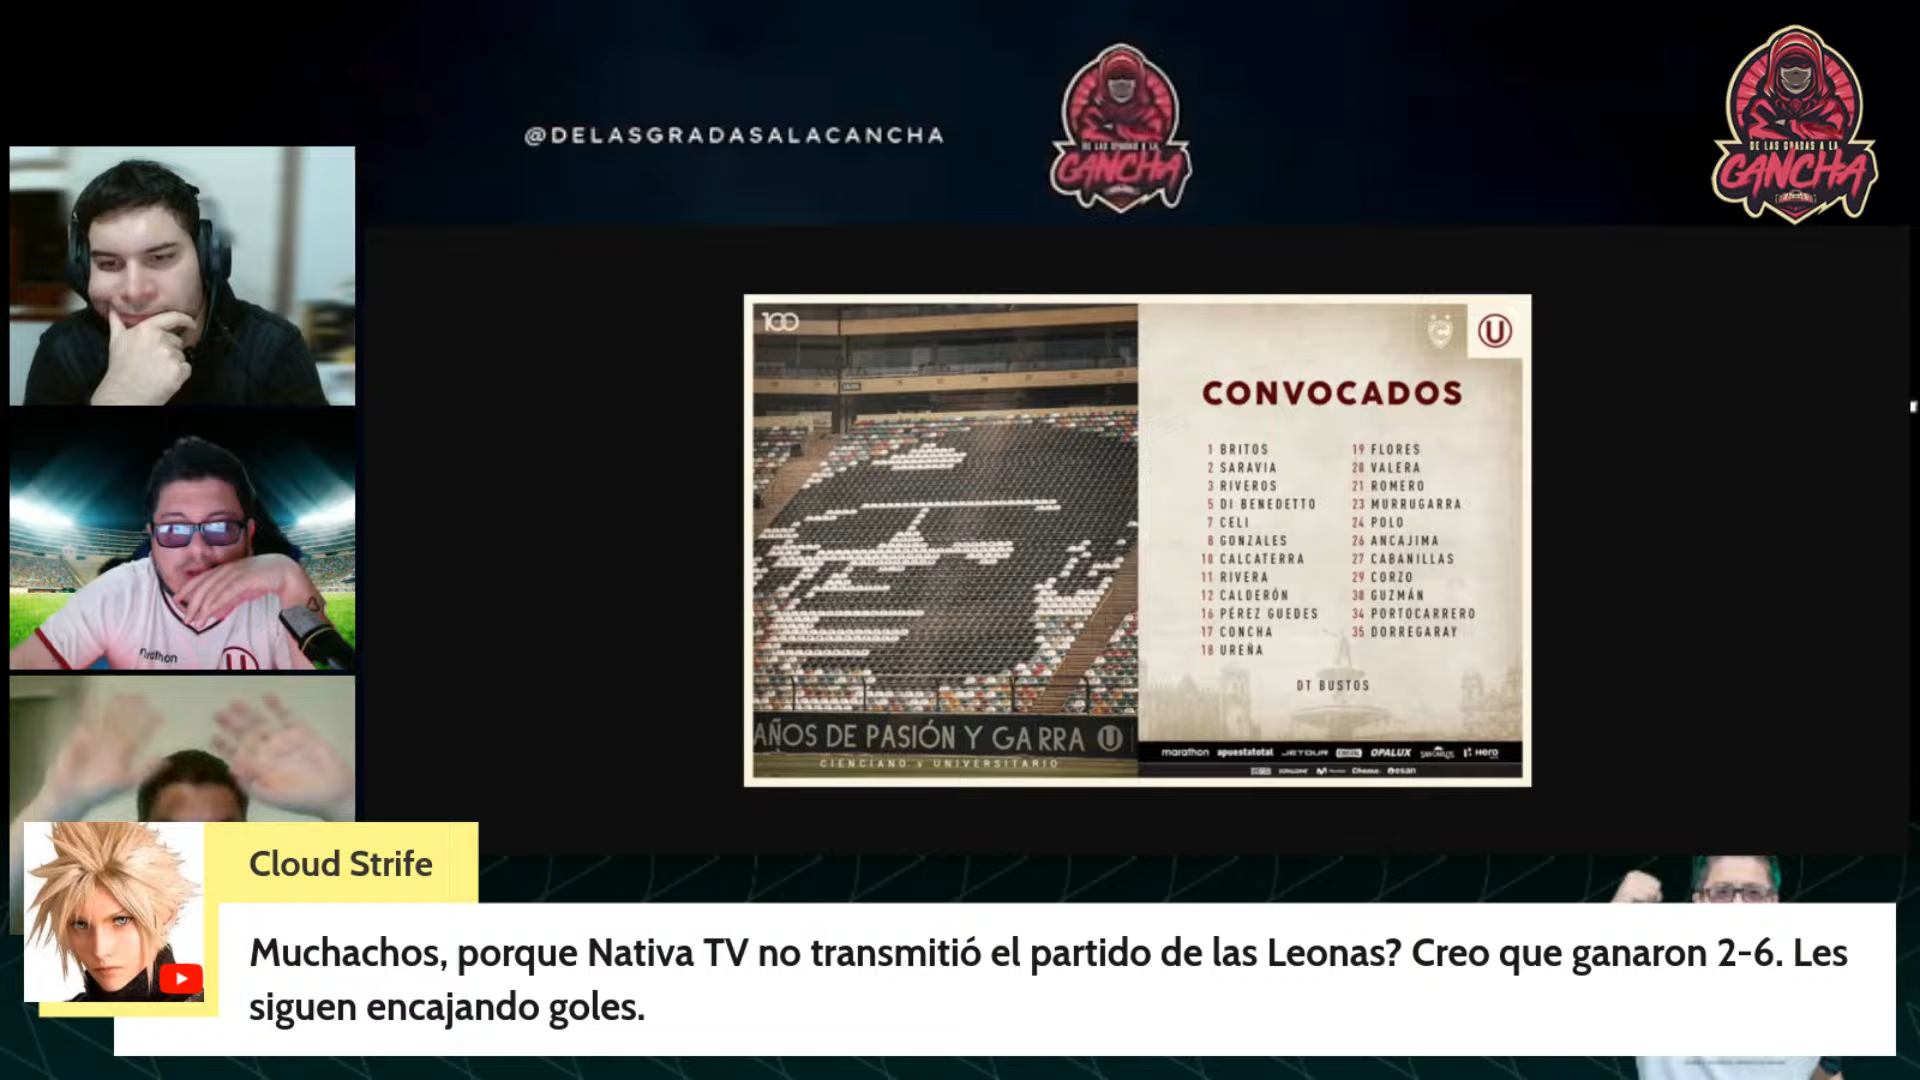 @DELASGRADASALACANCHA
DE LAS GRADAS A LA
CANCHA
DE LAS GRADAS A LA
CANCHA
marathon
100
CONVOCADOS
1 BRITOS
2 SARAVIA
3 RIVEROS
5 DI BENEDETTO
7 CELI
8 GONZALES
10 CALCATERRA
11 RIVERA
12 CALDERÓN
16 PÉREZ GUEDES
17 CONCHA
18 UREÑA
19 FLORES
20 VALERA
21 ROMERO
23 MURRUGARRA
24 POLO
26 ANCAJIMA
27 CABANILLAS
29 CORZO
30 GUZMÁN
34 PORTOCARRERO
35 DORREGARAY
DT BUSTOS
AÑOS DE PASIÓN Y GARRA U
CIENCIANO v UNIVERSITARIO
marathon apuestatotal JETOUR OPALUX SAN CARLOS Hero
esan
Cloud Strife
Muchachos, porque Nativa TV no transmitió el partido de las Leonas? Creo que ganaron 2-6. Les
siguen encajando goles.